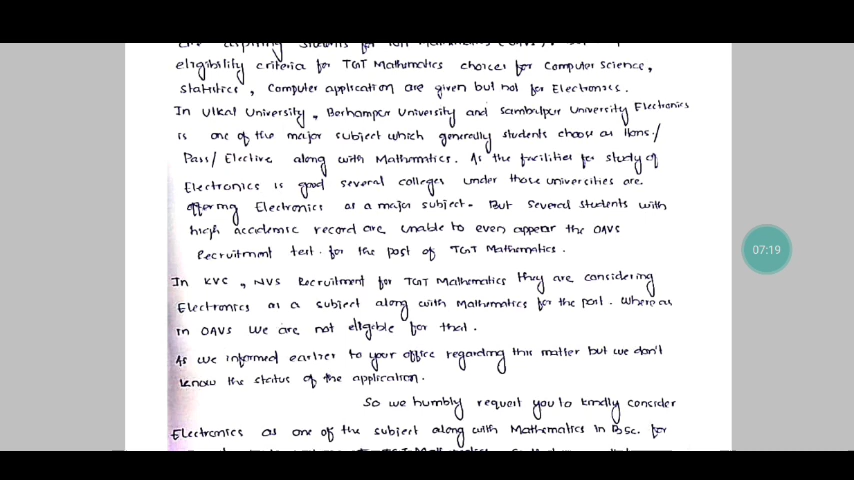 eligibility criteria for TGT Mathematics choices for Computer Science,
statistics, Computer application are given but not for Electronics.
In Utkal University, Berhampur University and Sambalpur University Electronics
is one of the major subject which generally students choose as Hons./
Pass/Elective along with Mathematics. As the facilities for study of
Electronics is good several colleges under those universities are
offering Electronics as a major subject. But several students with
high academic record are unable to even appear the OAVS
Recruitment test for the post of TGT Mathematics.
In KVS, NVS Recruitment for TGT Mathematics they are considering
Electronics as a subject along with Mathematics for the post. Where as
in OAVS we are not eligible for that.
As we informed earlier to your office regarding this matter but we don't
know the status of the application.
So we humbly request you to kindly consider
Electronics as one of the subject along with Mathematics in BSc. for
07:19